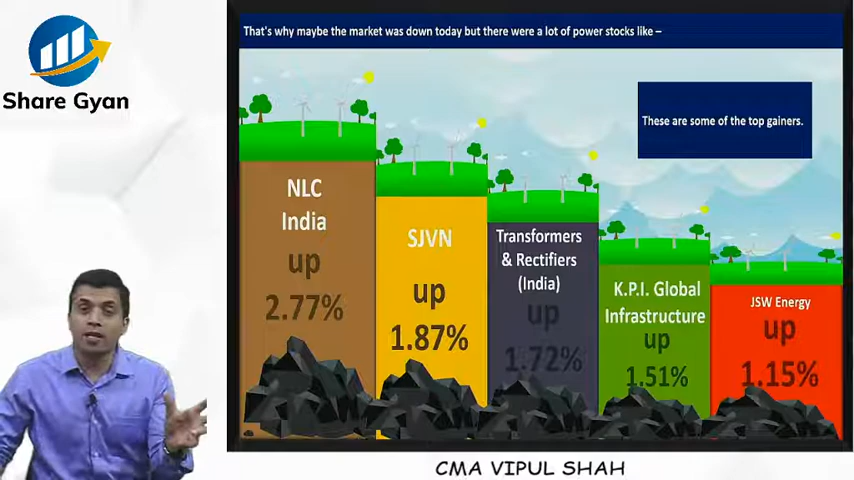 That's why maybe the market was down today but there were a lot of power stocks like –
Share Gyan
These are some of the top gainers.
NLC
India
up
2.77%
SJVN
up
1.87%
Transformers
& Rectifiers
(India)
up
1.72%
K.P.I. Global
Infrastructure
up
1.51%
JSW Energy
up
1.15%
CMA VIPUL SHAH